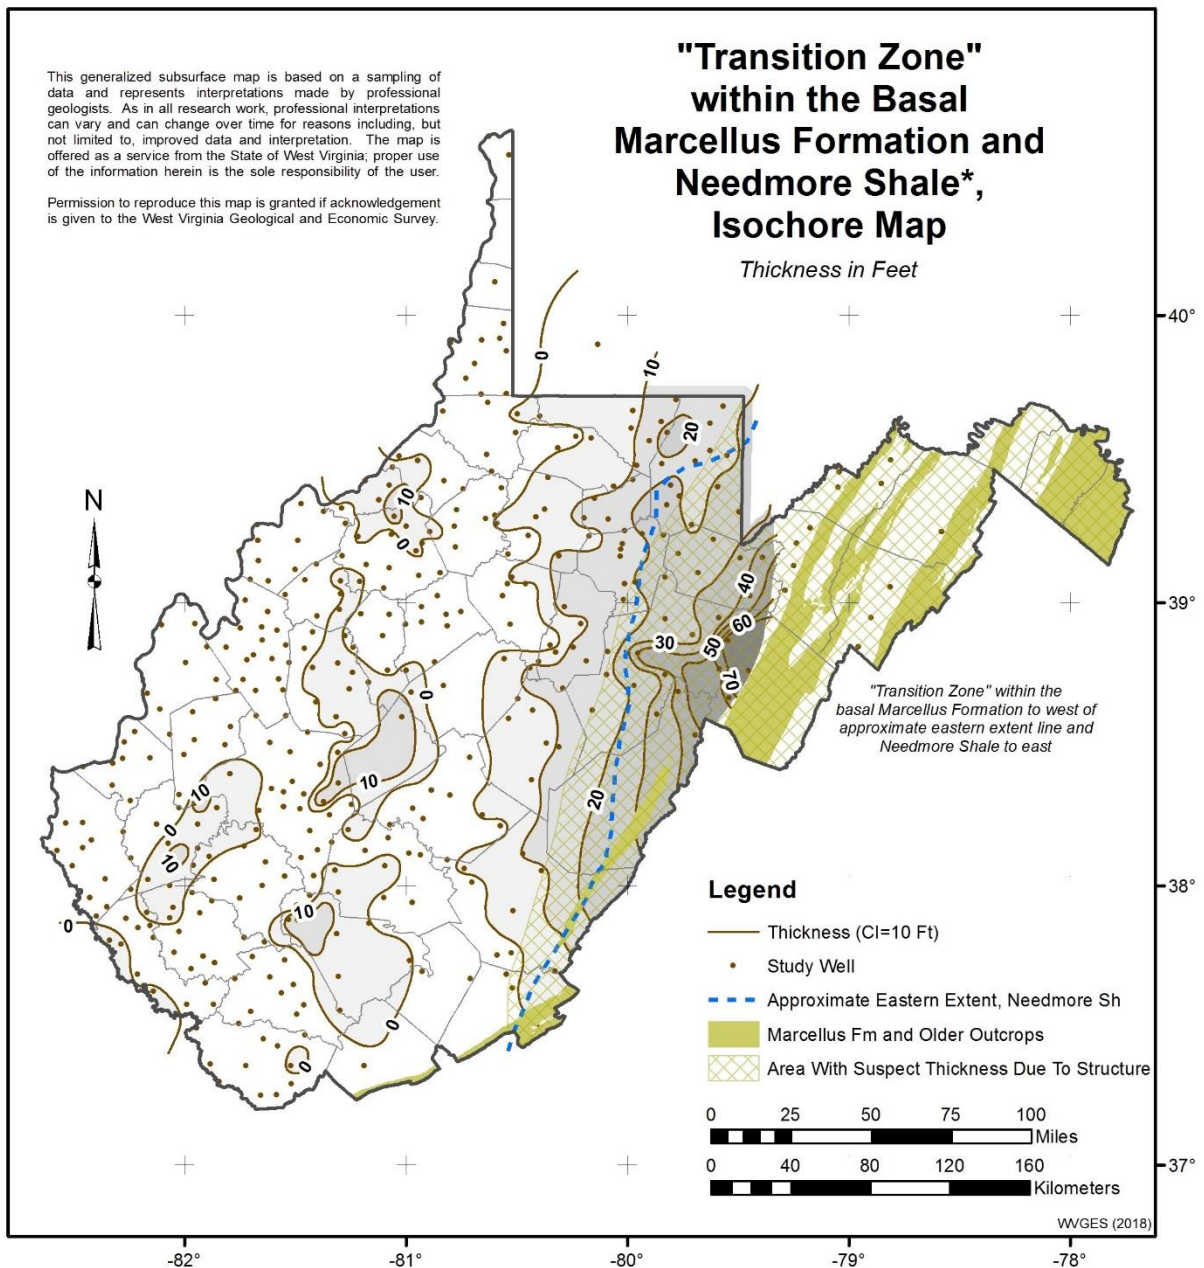 "Transition Zone"
within the Basal
Marcellus Formation and
Needmore Shale*,
Isochore Map
Thickness in Feet
This generalized subsurface map is based on a sampling of
data and represents interpretations made by professional
geologists. As in all research work, professional interpretations
can vary and can change over time for reasons including, but
not limited to, improved data and interpretation. The map is
offered as a service from the State of West Virginia; proper use
of the information herein is the sole responsibility of the user.
Permission to reproduce this map is granted if acknowledgement
is given to the West Virginia Geological and Economic Survey.
N
40°
39°
38°
37°
0
10
20
10
0
40
60
30
50
70
0
10
20
10
0
10
10
0
0
0
"Transition Zone" within the
basal Marcellus Formation to west of
approximate eastern extent line and
Needmore Shale to east
Legend
Thickness (CI=10 Ft)
Study Well
Approximate Eastern Extent, Needmore Sh
Marcellus Fm and Older Outcrops
Area With Suspect Thickness Due To Structure
0 25 50 75 100
Miles
0 40 80 120 160
Kilometers
WVGES (2018)
-82° -81° -80° -79° -78°